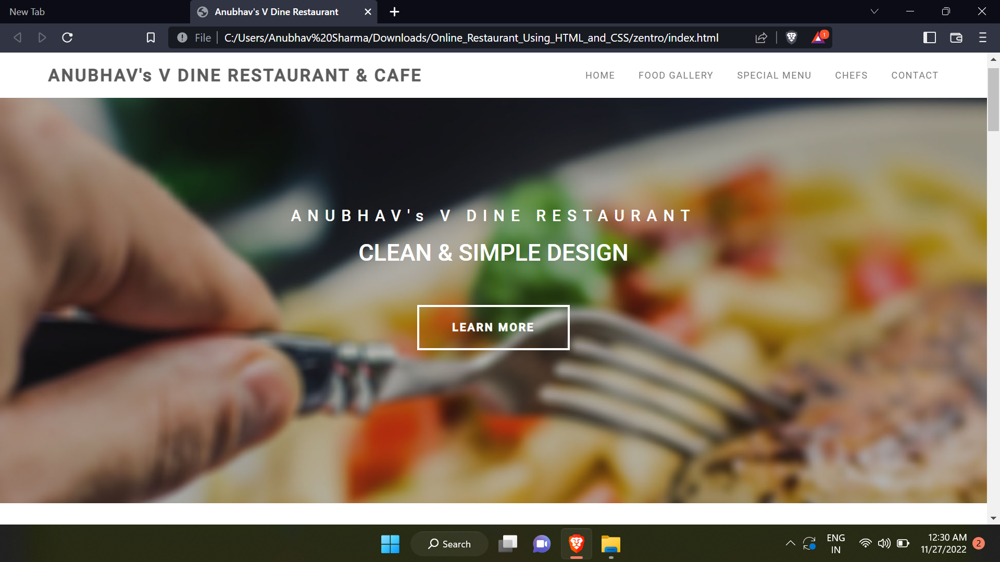 New Tab
Anubhav's V Dine Restaurant
File
C:/Users/Anubhav%20Sharma/Downloads/Online_Restaurant_Using_HTML_and_CSS/zentro/index.html
1
ANUBHAV's V DINE RESTAURANT & CAFE
HOME FOOD GALLERY SPECIAL MENU CHEFS CONTACT
ANUBHAV's V DINE RESTAURANT
CLEAN & SIMPLE DESIGN
LEARN MORE
Search
ENG
IN
12:30 AM
11/27/2022
2